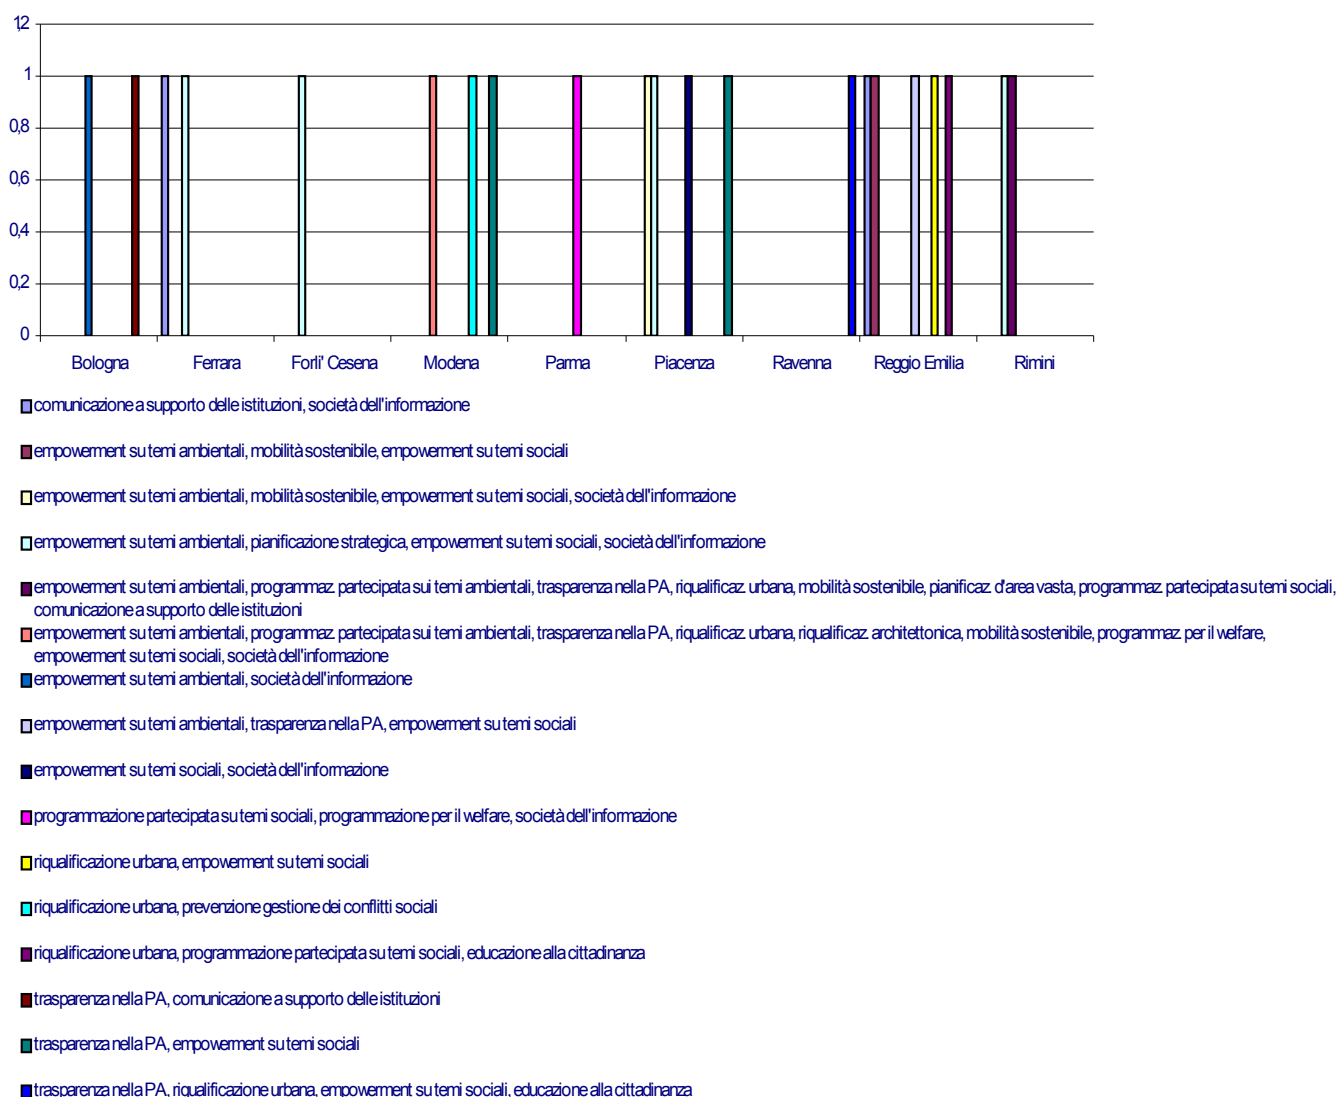 1,2
1
0,8
0,6
0,4
0,2
0
Bologna Ferrara Forli' Cesena Modena Parma Piacenza Ravenna Reggio Emilia Rimini
comunicazione a supporto delle istituzioni, società dell'informazione
empowerment su temi ambientali, mobilità sostenibile, empowerment su temi sociali
empowerment su temi ambientali, mobilità sostenibile, empowerment su temi sociali, società dell'informazione
empowerment su temi ambientali, pianificazione strategica, empowerment su temi sociali, società dell'informazione
empowerment su temi ambientali, programmaz. partecipata sui temi ambientali, trasparenza nella PA, riqualificaz. urbana, mobilità sostenibile, pianificaz. d'area vasta, programmaz. partecipata su temi sociali,
comunicazione a supporto delle istituzioni
empowerment su temi ambientali, programmaz. partecipata sui temi ambientali, trasparenza nella PA, riqualificaz. urbana, riqualificaz. architettonica, mobilità sostenibile, programmaz. per il welfare,
empowerment su temi sociali, società dell'informazione
empowerment su temi ambientali, società dell'informazione
empowerment su temi ambientali, trasparenza nella PA, empowerment su temi sociali
empowerment su temi sociali, società dell'informazione
programmazione partecipata su temi sociali, programmazione per il welfare, società dell'informazione
riqualificazione urbana, empowerment su temi sociali
riqualificazione urbana, prevenzione gestione dei conflitti sociali
riqualificazione urbana, programmazione partecipata su temi sociali, educazione alla cittadinanza
trasparenza nella PA, comunicazione a supporto delle istituzioni
trasparenza nella PA, empowerment su temi sociali
trasparenza nella PA, riqualificazione urbana, empowerment su temi sociali, educazione alla cittadinanza